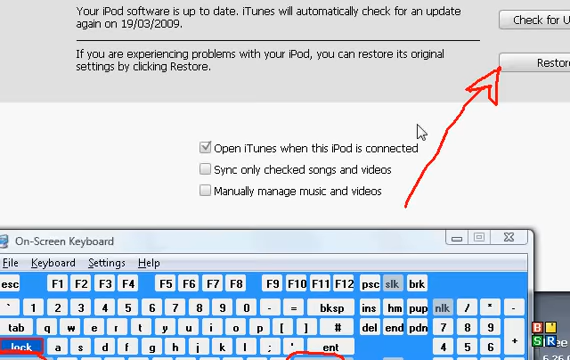 Your iPod software is up to date. iTunes will automatically check for an update
again on 19/03/2009.
Check for U
If you are experiencing problems with your iPod, you can restore its original
settings by clicking Restore.
Restore
Open iTunes when this iPod is connected
Sync only checked songs and videos
Manually manage music and videos
On-Screen Keyboard
File Keyboard Settings Help
esc F1 F2 F3 F4 F5 F6 F7 F8 F9 F10 F11 F12 psc slk brk
` 1 2 3 4 5 6 7 8 9 0 - = bksp ins hm pup nlk / * -
tab q w e r t y u i o p [ ] # del end pdn 7 8 9 +
lock a s d f g h j k l ; ' ent 4 5 6
B S R